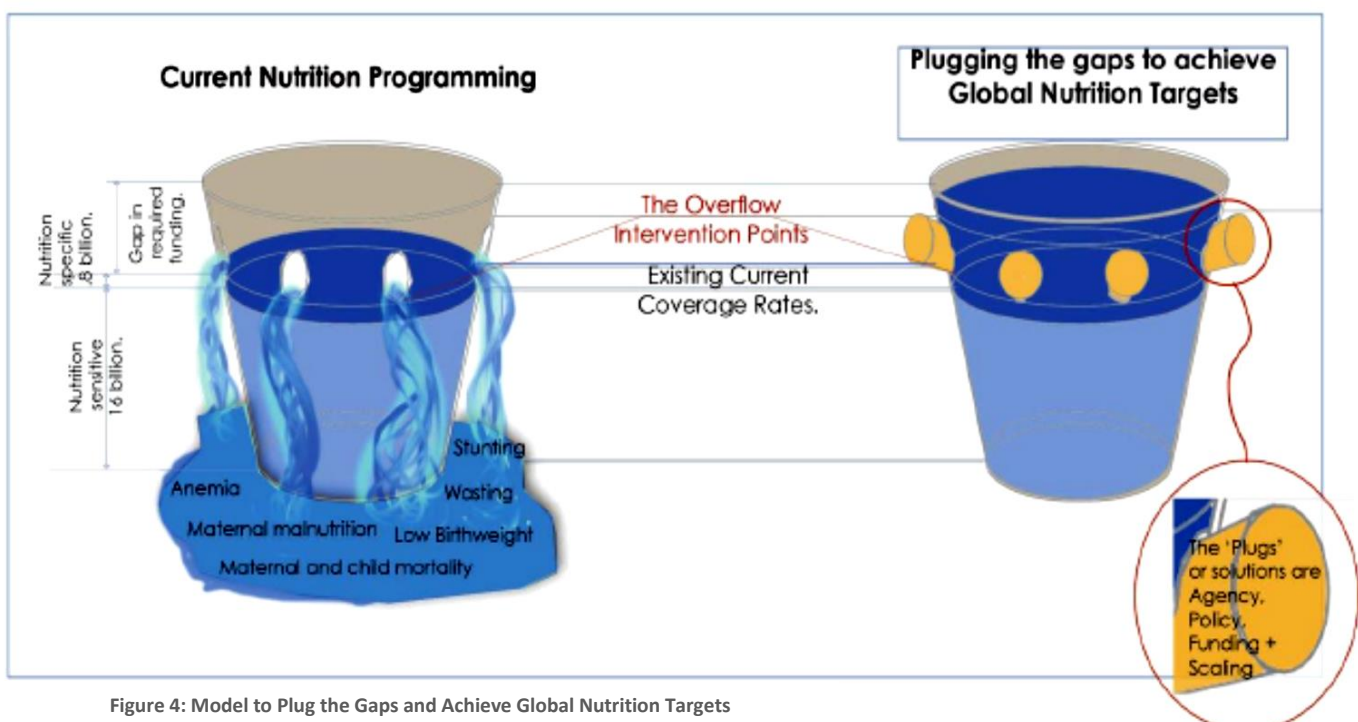 Current Nutrition Programming
Plugging the gaps to achieve
Global Nutrition Targets
Nutrition
specific
.8 billion.
Gap in
required
funding.
Nutrition
sensitive
16 billion.
The Overflow
Intervention Points
Existing Current
Coverage Rates.
Stunting
Anemia
Wasting
Maternal malnutrition
Low Birthweight
Maternal and child mortality
The 'Plugs'
or solutions are
Agency,
Policy,
Funding +
Scaling
Figure 4: Model to Plug the Gaps and Achieve Global Nutrition Targets